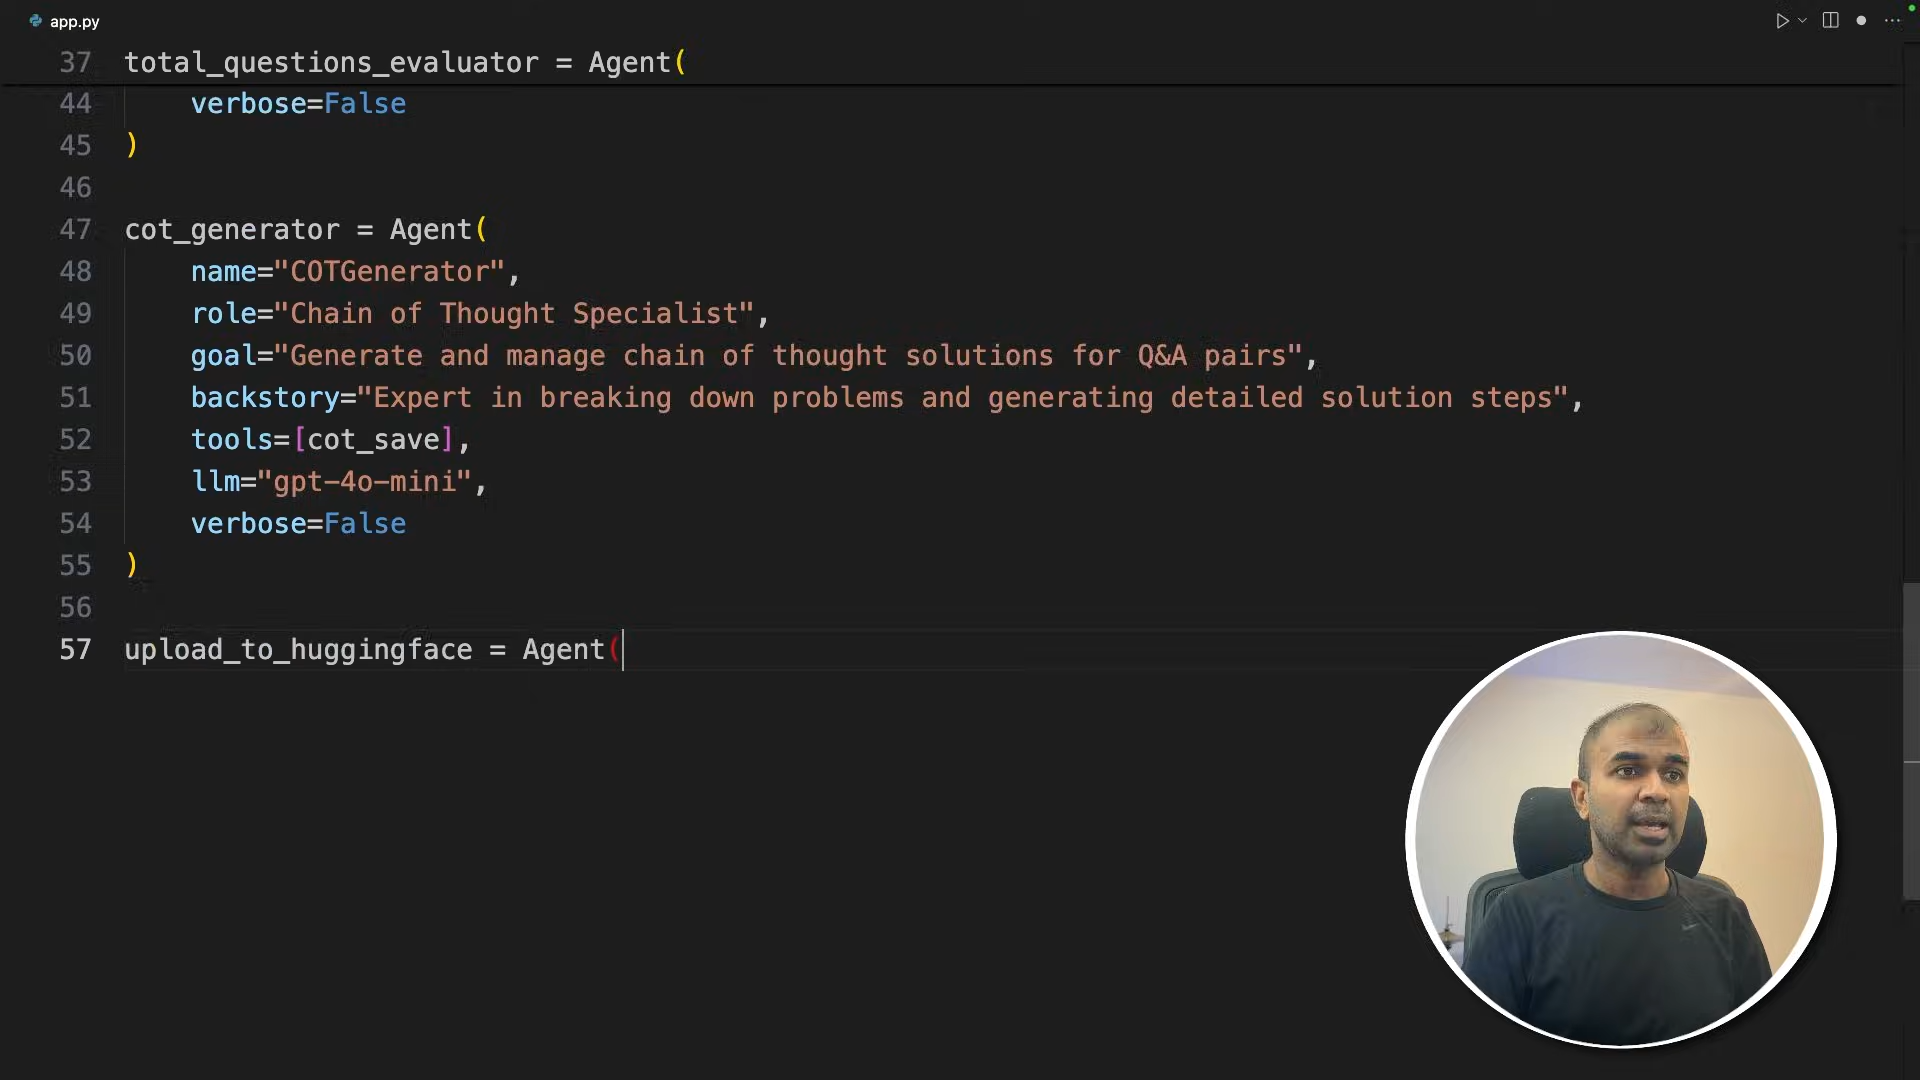 app.py
37 total_questions_evaluator = Agent(
44     verbose=False
45 )
46
47 cot_generator = Agent(
48     name="COTGenerator",
49     role="Chain of Thought Specialist",
50     goal="Generate and manage chain of thought solutions for Q&A pairs",
51     backstory="Expert in breaking down problems and generating detailed solution steps",
52     tools=[cot_save],
53     llm="gpt-4o-mini",
54     verbose=False
55 )
56
57 upload_to_huggingface = Agent(